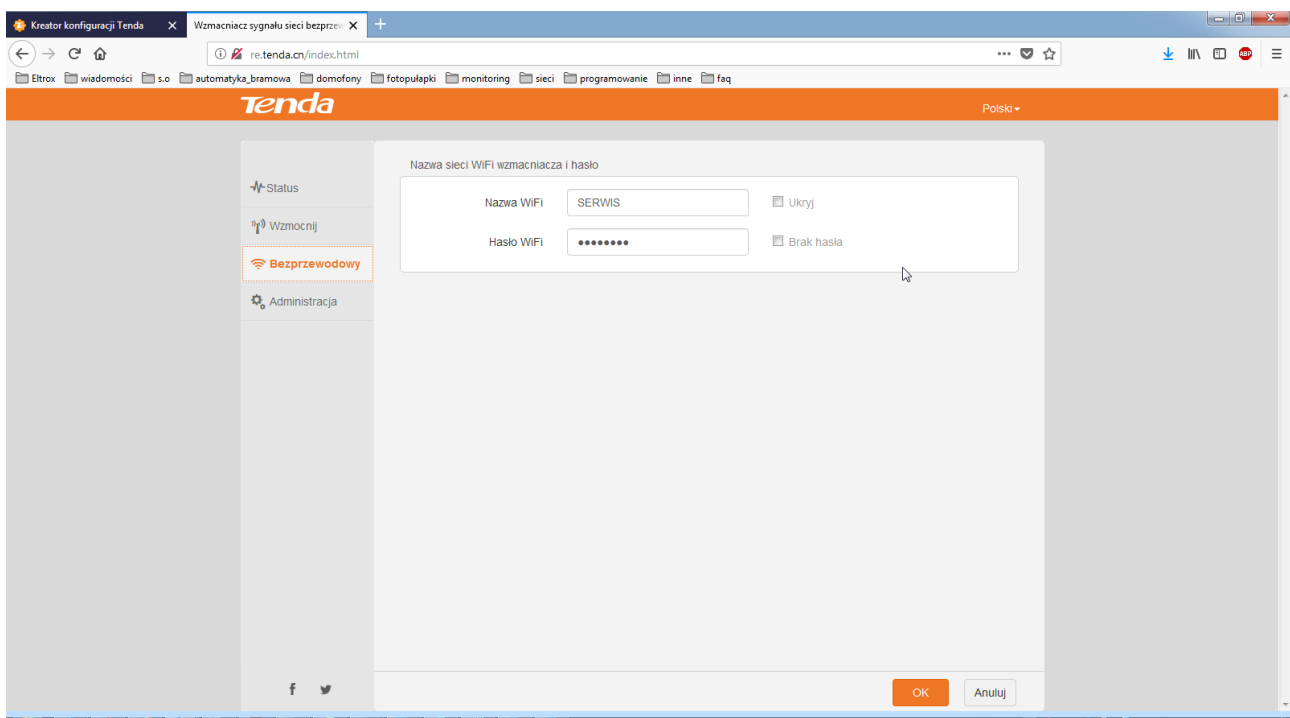 Kreator konfiguracji Tenda
Wzmacniacz sygnału sieci bezprzew
re.tenda.cn/index.html
ABP
Eltrox wiadomości s.o automatyka_bramowa domofony fotopułapki monitoring sieci programowanie inne faq
Tenda
Polski
Nazwa sieci WiFi wzmacniacza i hasło
Status
Nazwa WiFi SERWIS Ukryj
Wzmocnij
Hasło WiFi •••••••• Brak hasła
Bezprzewodowy
Administracja
OK Anuluj